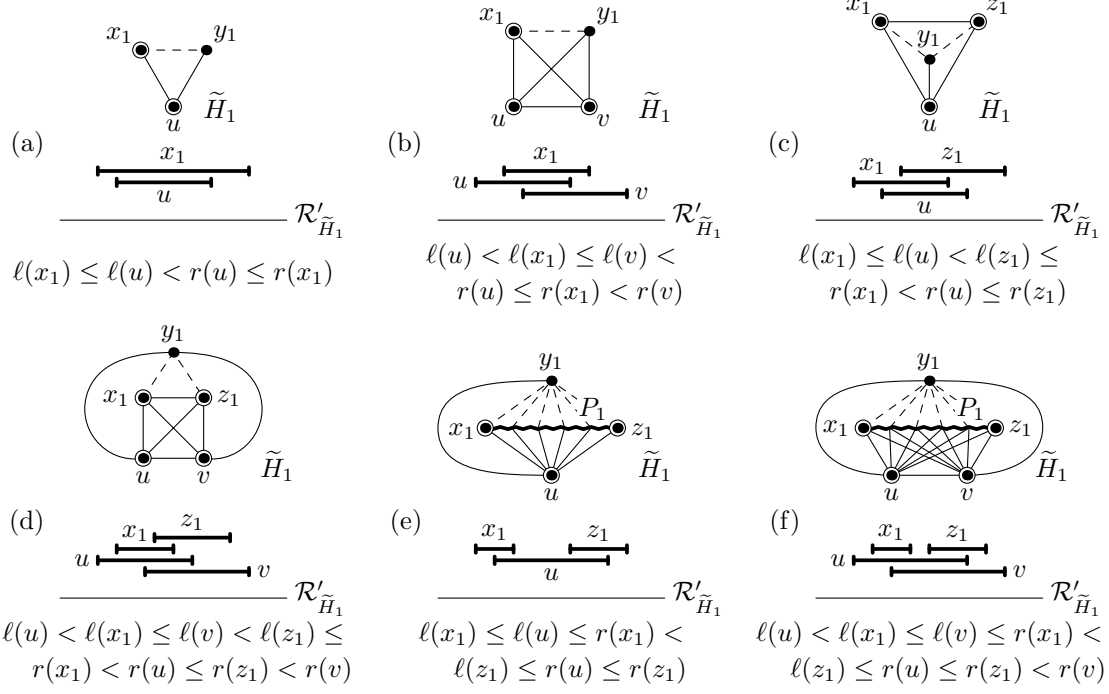 x₁ y₁
u H̃₁
(a)
x₁
u
ℛ′_{H̃₁}
ℓ(x₁) ≤ ℓ(u) < r(u) ≤ r(x₁)
x₁ y₁
u v H̃₁
(b)
x₁
u
v
ℛ′_{H̃₁}
ℓ(u) < ℓ(x₁) ≤ ℓ(v) <
r(u) ≤ r(x₁) < r(v)
x₁ z₁
y₁
u H̃₁
(c)
z₁
x₁
u
ℛ′_{H̃₁}
ℓ(x₁) ≤ ℓ(u) < ℓ(z₁) ≤
r(x₁) < r(u) ≤ r(z₁)
y₁
x₁ z₁
u v H̃₁
(d)
z₁
x₁
u
v
ℛ′_{H̃₁}
ℓ(u) < ℓ(x₁) ≤ ℓ(v) < ℓ(z₁) ≤
r(x₁) < r(u) ≤ r(z₁) < r(v)
y₁
P₁
x₁ z₁
u H̃₁
(e)
x₁ z₁
u
ℛ′_{H̃₁}
ℓ(x₁) ≤ ℓ(u) ≤ r(x₁) <
ℓ(z₁) ≤ r(u) ≤ r(z₁)
y₁
P₁
x₁ z₁
u v H̃₁
(f)
x₁ z₁
u
v
ℛ′_{H̃₁}
ℓ(u) < ℓ(x₁) ≤ ℓ(v) ≤ r(x₁) <
ℓ(z₁) ≤ r(u) ≤ r(z₁) < r(v)